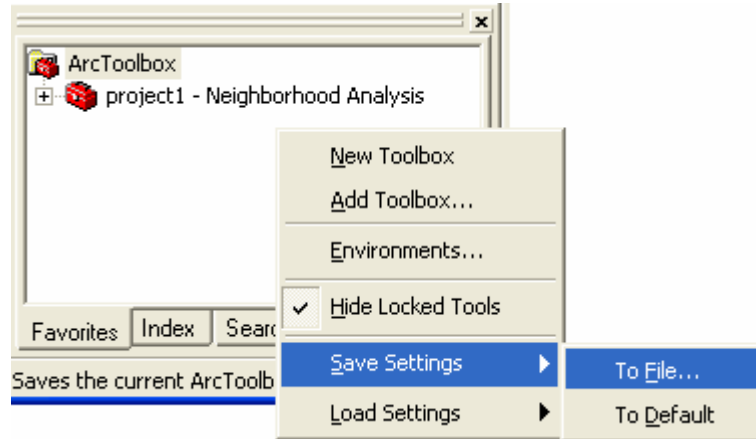 ArcToolbox
project1 - Neighborhood Analysis
New Toolbox
Add Toolbox...
Environments...
Hide Locked Tools
Favorites Index Searc
Save Settings
To File...
Saves the current ArcToolb
Load Settings
To Default